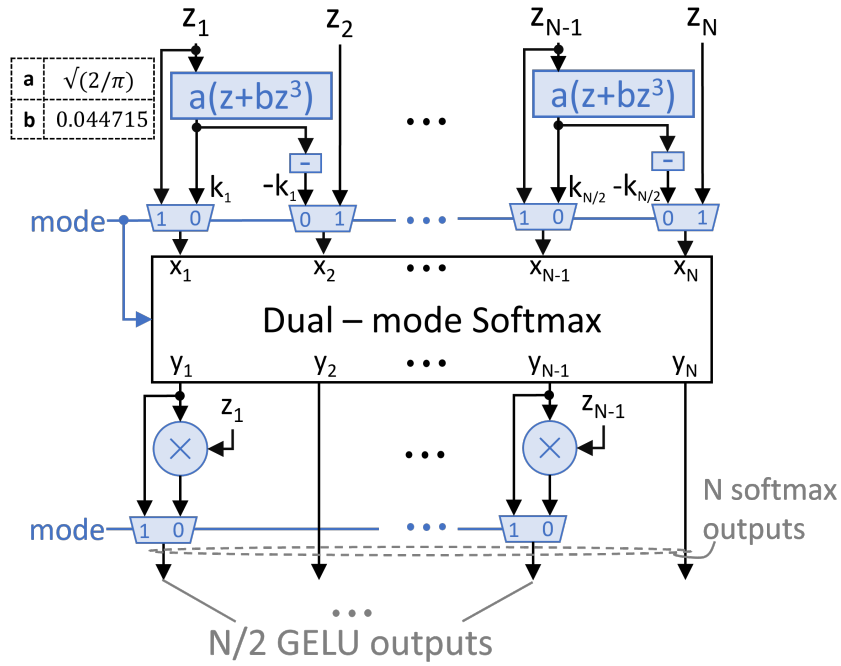 z1 z2 zN-1 zN
a √(2/π)
b 0.044715
a(z+bz³) a(z+bz³)
...
- -
k1 -k1 kN/2 -kN/2
mode 1 0 0 1 ... 1 0 0 1
x1 x2 ... xN-1 xN
Dual – mode Softmax
y1 y2 ... yN-1 yN
z1 zN-1
× ... ×
N softmax
outputs
mode 1 0 ... 1 0
...
N/2 GELU outputs